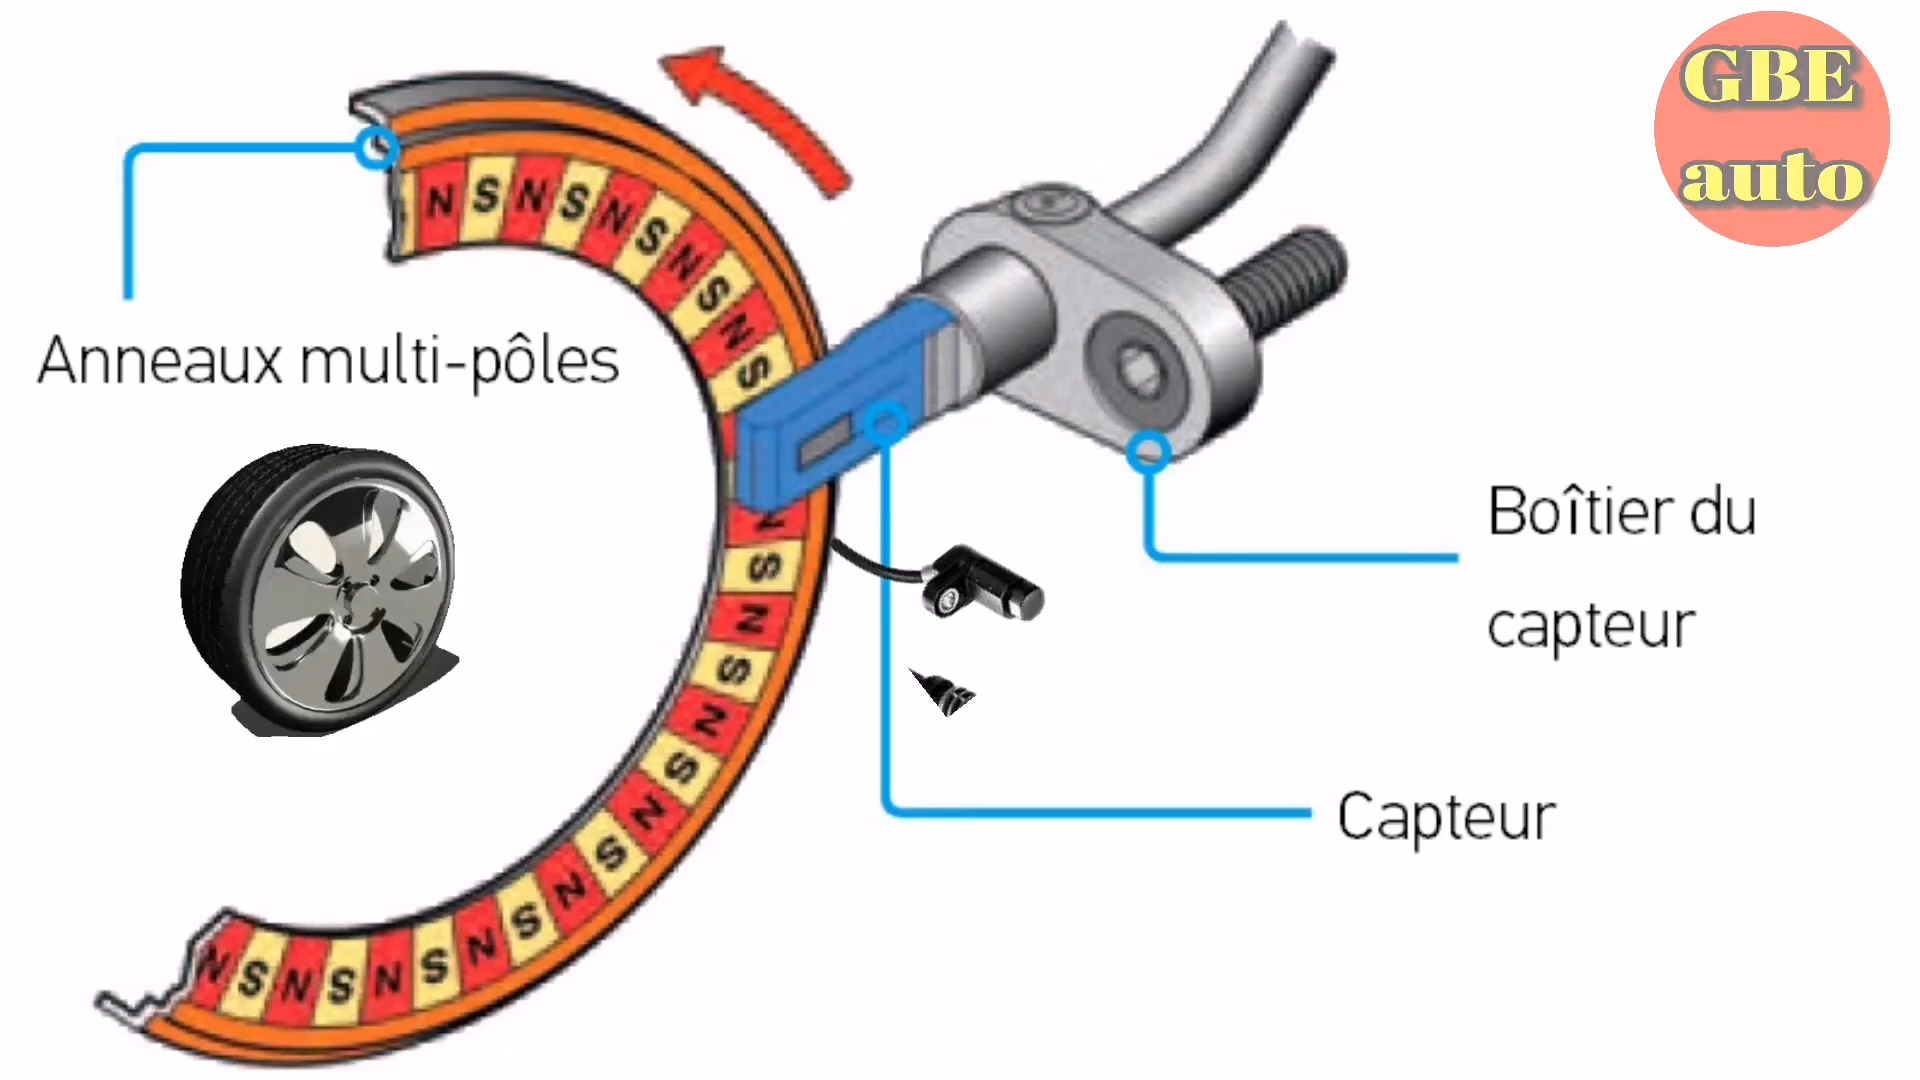 GBE
auto
N S N S N S N S N S
Anneaux multi-pôles
N S N S N S N S N S N S N S N S N
Boîtier du
capteur
Capteur